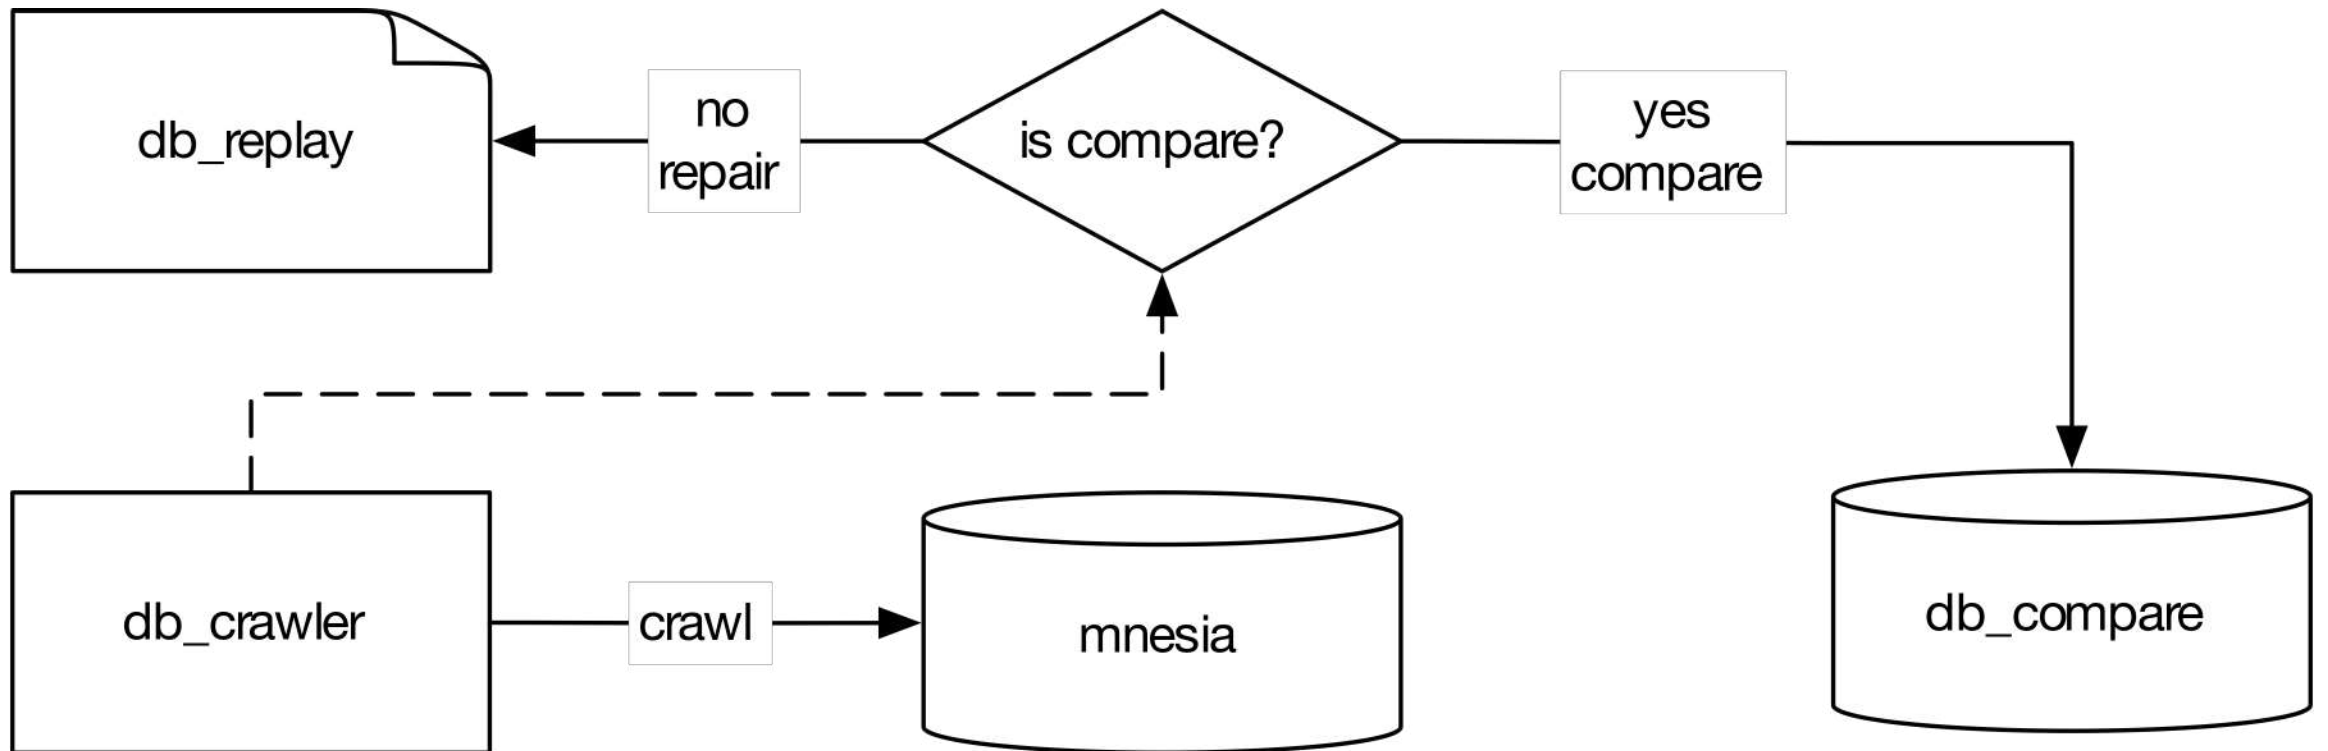 db_replay
no
repair
is compare?
yes
compare
db_crawler
crawl
mnesia
db_compare